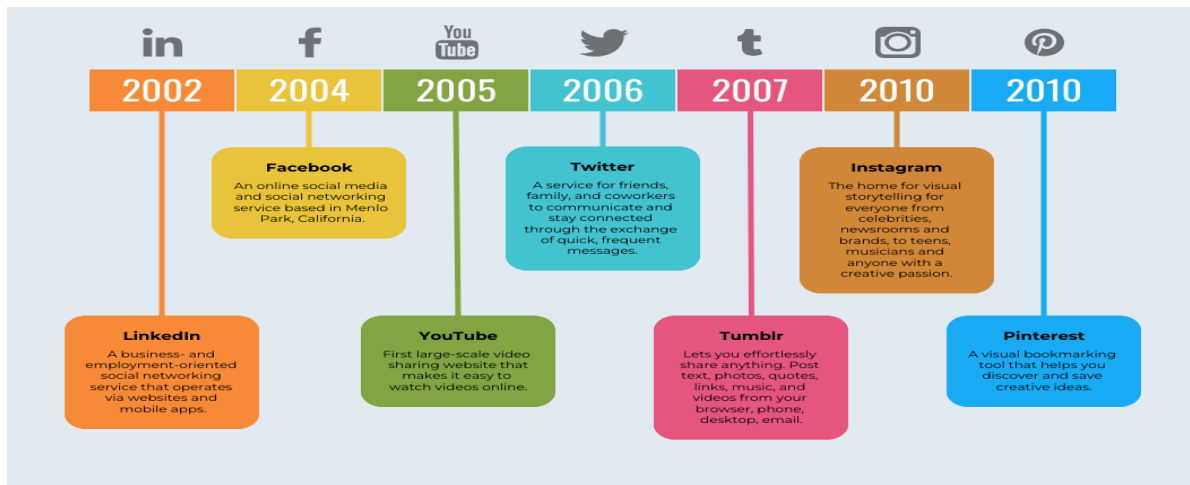 in f You Tube t
2002 2004 2005 2006 2007 2010 2010
Facebook
An online social media
and social networking
service based in Menlo
Park, California.
Twitter
A service for friends,
family, and coworkers
to communicate and
stay connected
through the exchange
of quick, frequent
messages.
Instagram
The home for visual
storytelling for
everyone from
celebrities,
newsrooms and
brands, to teens,
musicians and
anyone with a
creative passion.
LinkedIn
A business- and
employment-oriented
social networking
service that operates
via websites and
mobile apps.
YouTube
First large-scale video
sharing website that
makes it easy to
watch videos online.
Tumblr
Lets you effortlessly
share anything. Post
text, photos, quotes,
links, music, and
videos from your
browser, phone,
desktop, email.
Pinterest
A visual bookmarking
tool that helps you
discover and save
creative ideas.